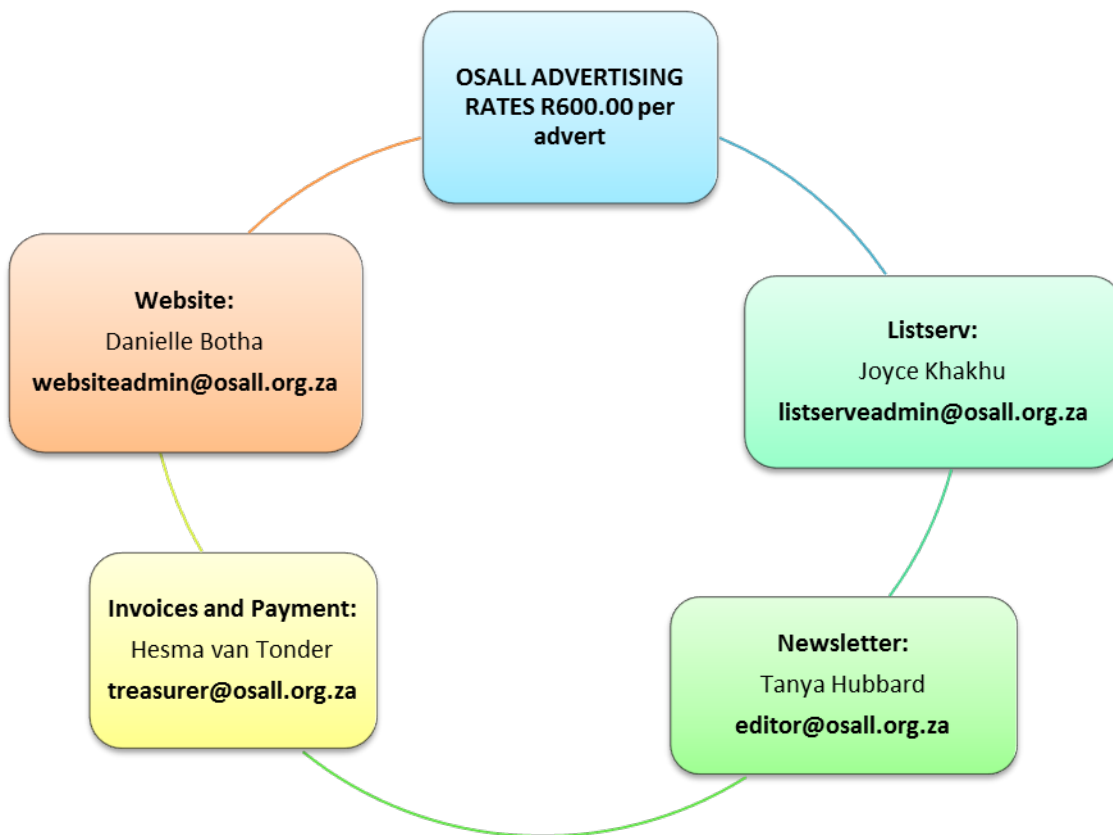 OSALL ADVERTISING
RATES R600.00 per
advert
Website:
Danielle Botha
websiteadmin@osall.org.za
Listserv:
Joyce Khakhu
listserveadmin@osall.org.za
Invoices and Payment:
Hesma van Tonder
treasurer@osall.org.za
Newsletter:
Tanya Hubbard
editor@osall.org.za